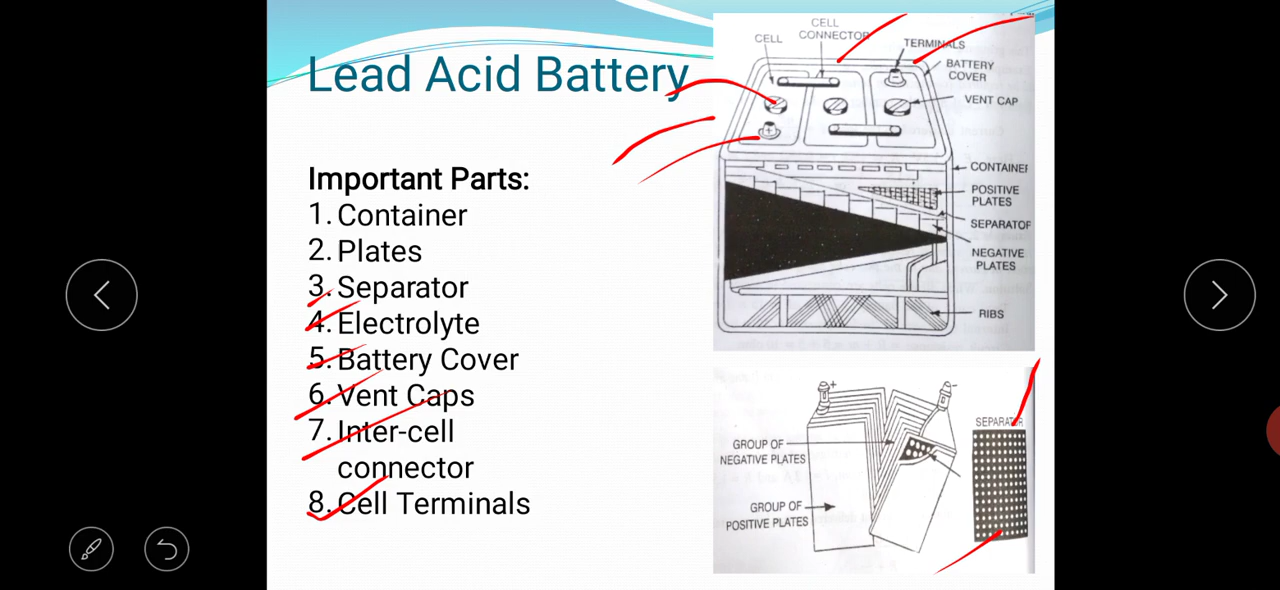 Lead Acid Battery
Important Parts:
1. Container
2. Plates
3. Separator
4. Electrolyte
5. Battery Cover
6. Vent Caps
7. Inter-cell
connector
8. Cell Terminals
CELL
CELL
CONNECTOR
TERMINALS
BATTERY
COVER
VENT CAP
CONTAINER
POSITIVE
PLATES
SEPARATOR
NEGATIVE
PLATES
RIBS
+
-
SEPARATOR
GROUP OF
NEGATIVE PLATES
GROUP OF
POSITIVE PLATES